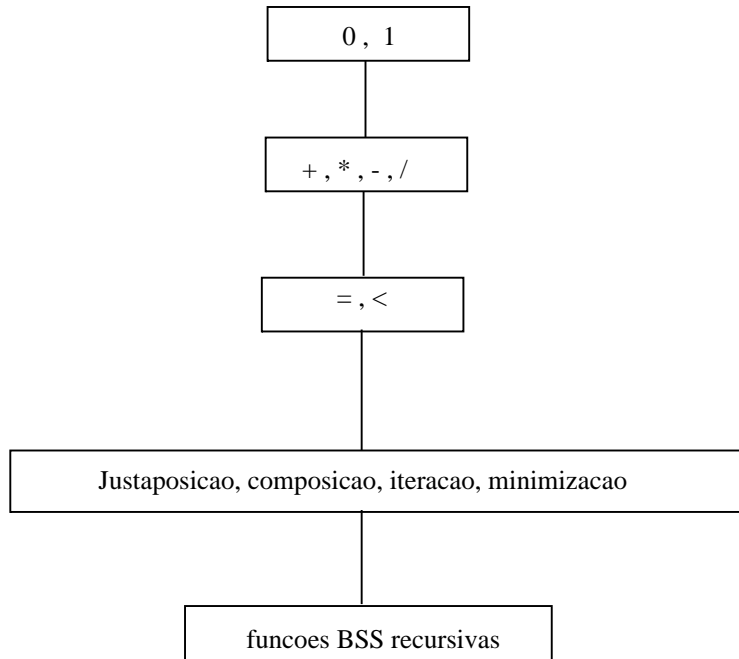 0 , 1
+ , * , - , /
= , <
Justaposicao, composicao, iteracao, minimizacao
funcoes BSS recursivas